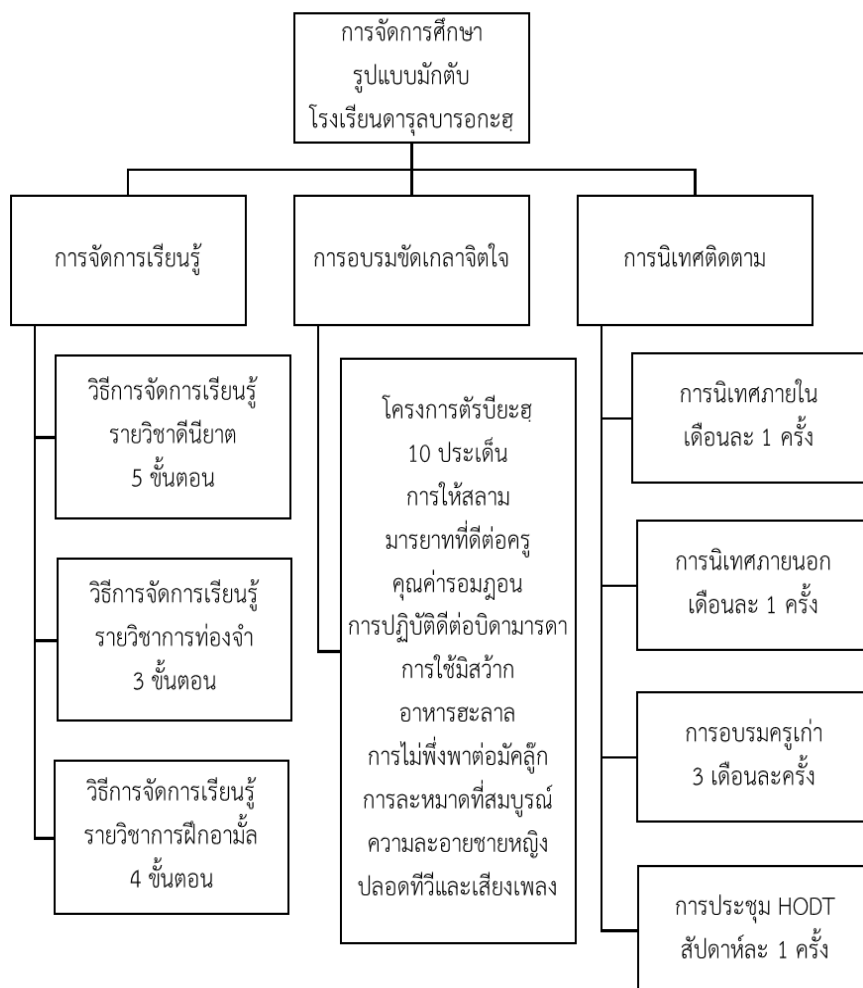 การจัดการศึกษา
รูปแบบมักตับ
โรงเรียนดารุลบารอกะฮฺ
การจัดการเรียนรู้
วิธีการจัดการเรียนรู้
รายวิชาดีนียาต
5 ขั้นตอน
วิธีการจัดการเรียนรู้
รายวิชาการท่องจำ
3 ขั้นตอน
วิธีการจัดการเรียนรู้
รายวิชาการฝึกอามั้ล
4 ขั้นตอน
การอบรมขัดเกลาจิตใจ
โครงการตัรบียะฮฺ
10 ประเด็น
การให้สลาม
มารยาทที่ดีต่อครู
คุณค่ารอมฎอน
การปฏิบัติดีต่อบิดามารดา
การใช้มิสว้าก
อาหารฮะลาล
การไม่พึ่งพาต่อมัคลู๊ก
การละหมาดที่สมบูรณ์
ความละอายชายหญิง
ปลอดทีวีและเสียงเพลง
การนิเทศติดตาม
การนิเทศภายใน
เดือนละ 1 ครั้ง
การนิเทศภายนอก
เดือนละ 1 ครั้ง
การอบรมครูเก่า
3 เดือนละครั้ง
การประชุม HODT
สัปดาห์ละ 1 ครั้ง